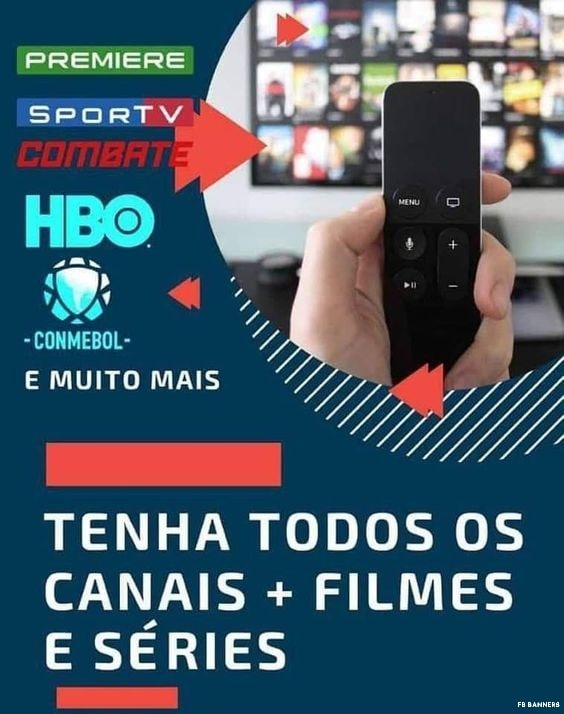 PREMIERE
SPORTV
COMBATE
HBO
MENU
-CONMEBOL-
E MUITO MAIS
TENHA TODOS OS
CANAIS + FILMES
E SÉRIES
FB BANNERS